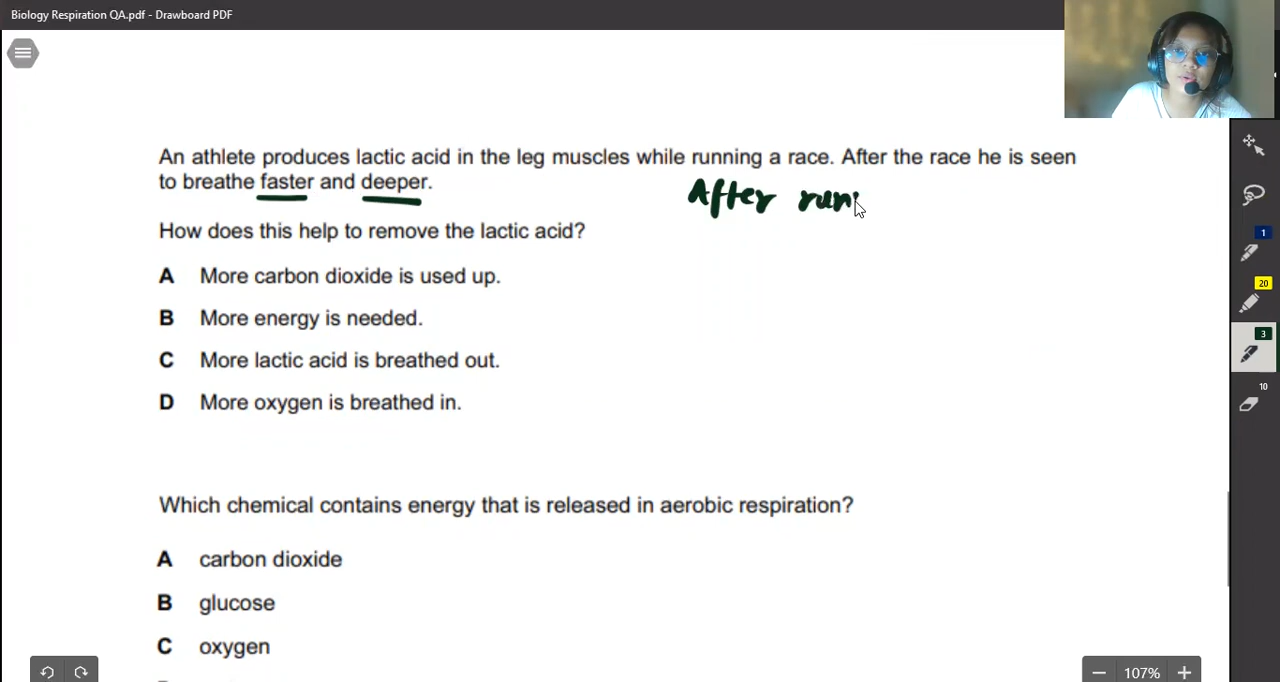 Biology Respiration QA.pdf - Drawboard PDF
An athlete produces lactic acid in the leg muscles while running a race. After the race he is seen
to breathe faster and deeper.
After run
How does this help to remove the lactic acid?
A More carbon dioxide is used up.
B More energy is needed.
C More lactic acid is breathed out.
D More oxygen is breathed in.
Which chemical contains energy that is released in aerobic respiration?
A carbon dioxide
B glucose
C oxygen
1
20
3
10
107%